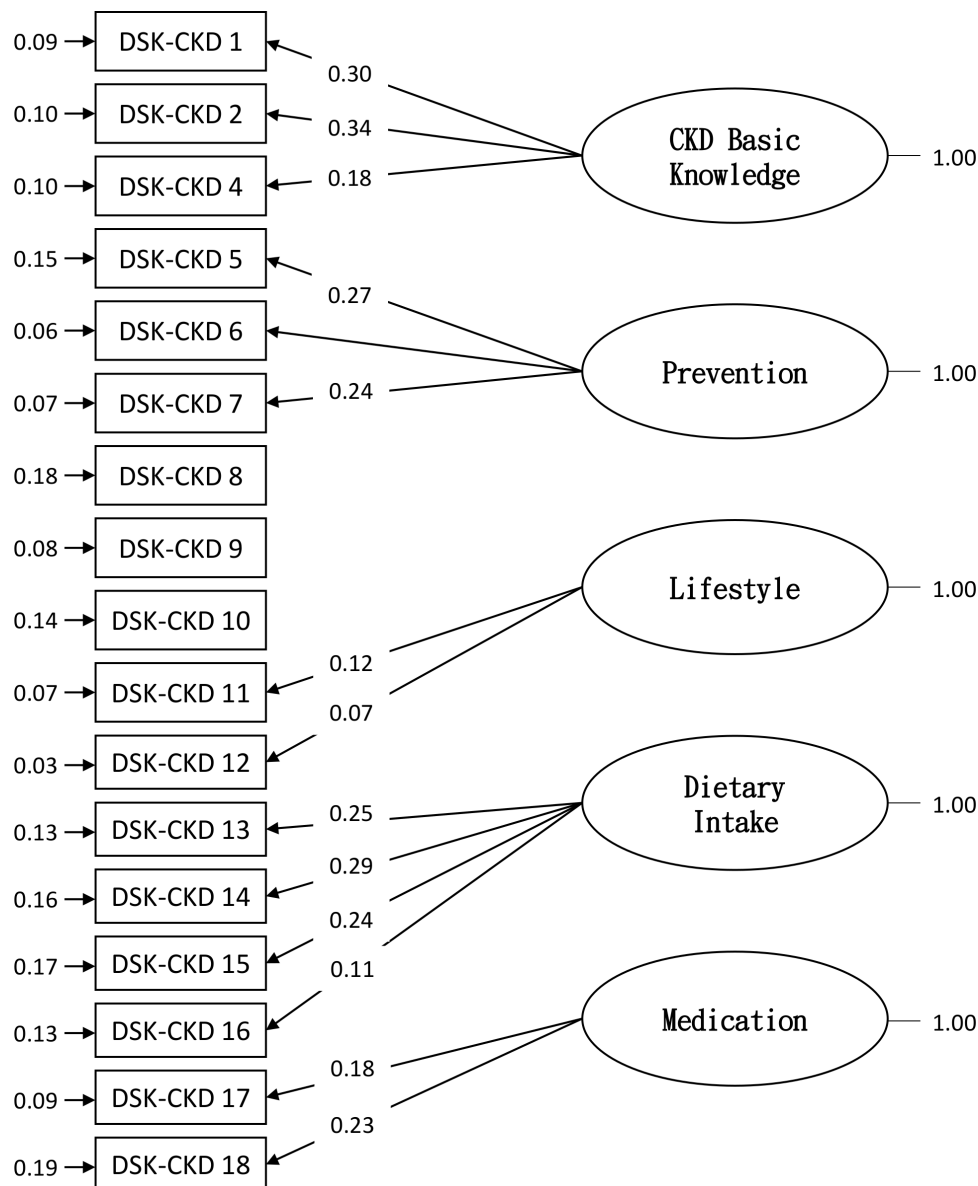 0.09 DSK-CKD 1
0.30
0.10 DSK-CKD 2
0.34
CKD Basic
Knowledge
1.00
0.10 DSK-CKD 4
0.18
0.15 DSK-CKD 5
0.27
0.06 DSK-CKD 6
Prevention
1.00
0.07 DSK-CKD 7
0.24
0.18 DSK-CKD 8
0.08 DSK-CKD 9
Lifestyle
1.00
0.14 DSK-CKD 10
0.07 DSK-CKD 11
0.12
0.07
0.03 DSK-CKD 12
Dietary
Intake
1.00
0.13 DSK-CKD 13
0.25
0.16 DSK-CKD 14
0.29
0.17 DSK-CKD 15
0.24
0.13 DSK-CKD 16
0.11
Medication
1.00
0.09 DSK-CKD 17
0.18
0.19 DSK-CKD 18
0.23